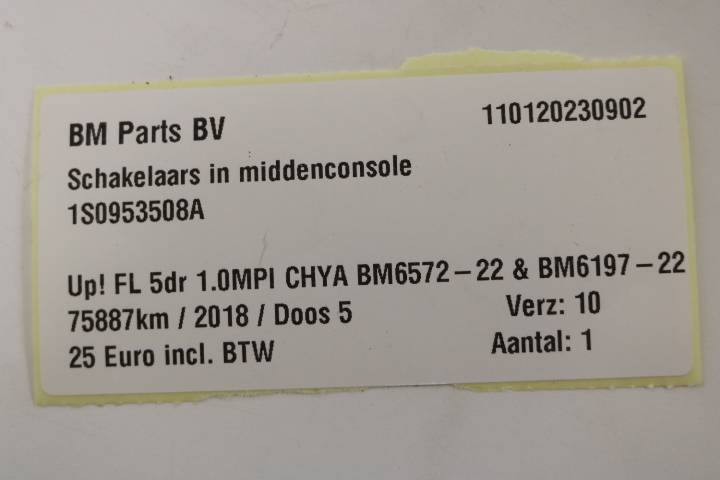 BM Parts BV 110120230902
Schakelaars in middenconsole
1S0953508A
Up! FL 5dr 1.0MPI CHYA BM6572-22 & BM6197-22
75887km / 2018 / Doos 5 Verz: 10
25 Euro incl. BTW Aantal: 1